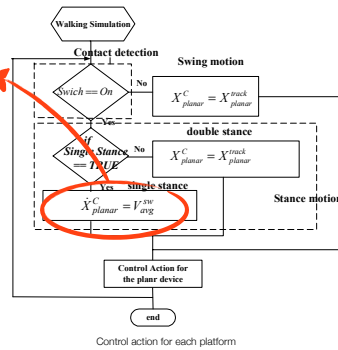 Walking Simulation
Contact detection
Swing motion
Swich == On
No
X^C_planar = X^track_planar
Yes
double stance
if
Single Stance
== TRUE
No
X^C_planar = X^track_planar
Yes
single stance
Stance motion
Ẋ^C_planar = V^sw_avg
Control Action for
the planr device
end
Control action for each platform